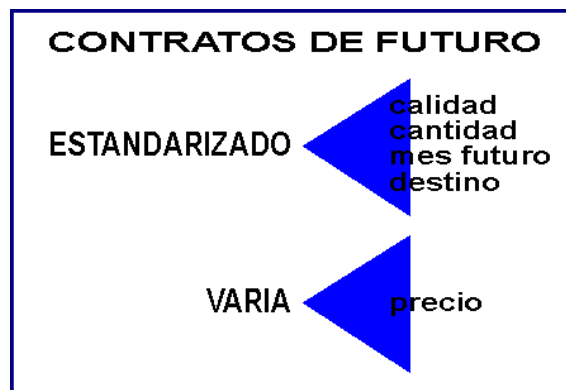 CONTRATOS DE FUTURO
ESTANDARIZADO
calidad
cantidad
mes futuro
destino
VARIA
precio